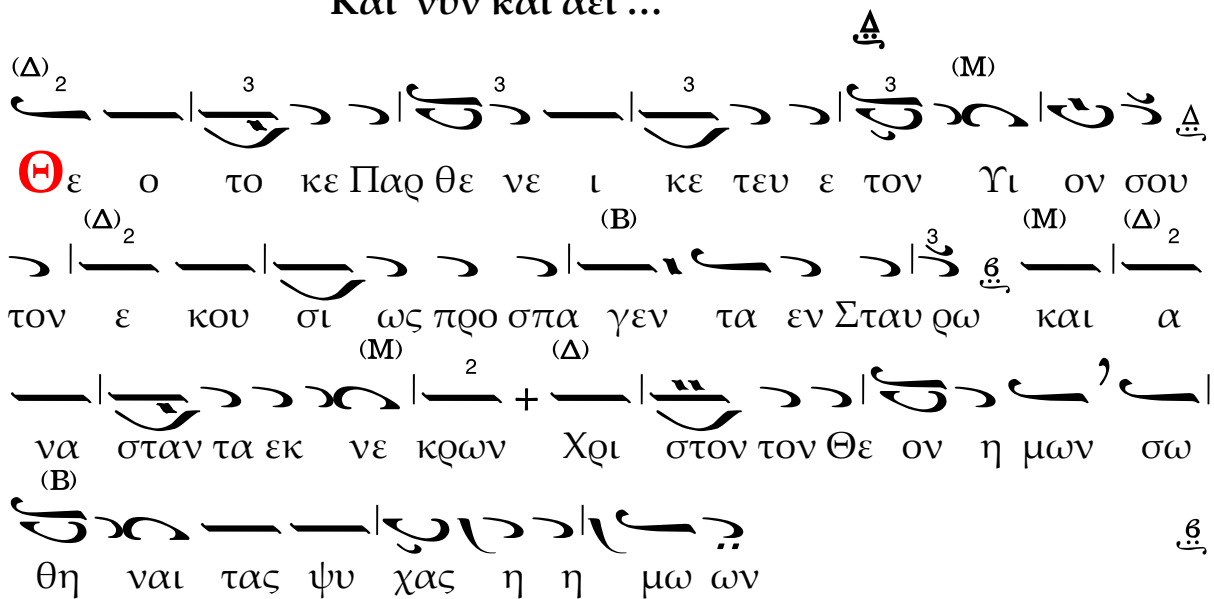 Και νυν και αει ...
Θε ο το κε Παρ θε νε ι κε τευ ε τον Υι ον σου
τον ε κου σι ως προ σπα γεν τα εν Σταυ ρω και α
να σταν τα εκ νε κρων Χρι στον τον Θε ον η μων σω
θη ναι τας ψυ χας η η μω ων